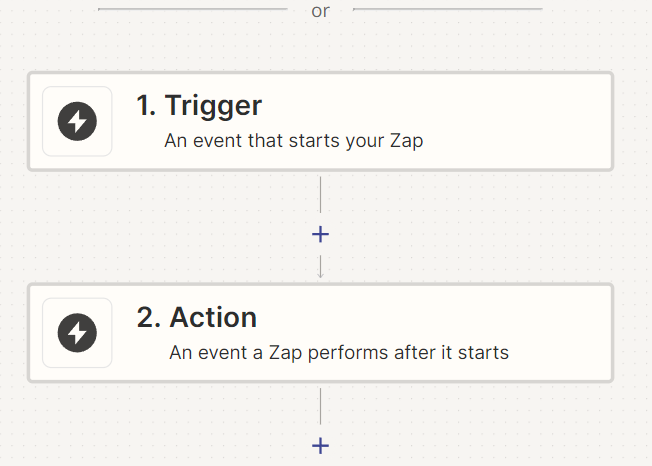 or
1. Trigger
An event that starts your Zap
+
2. Action
An event a Zap performs after it starts
+